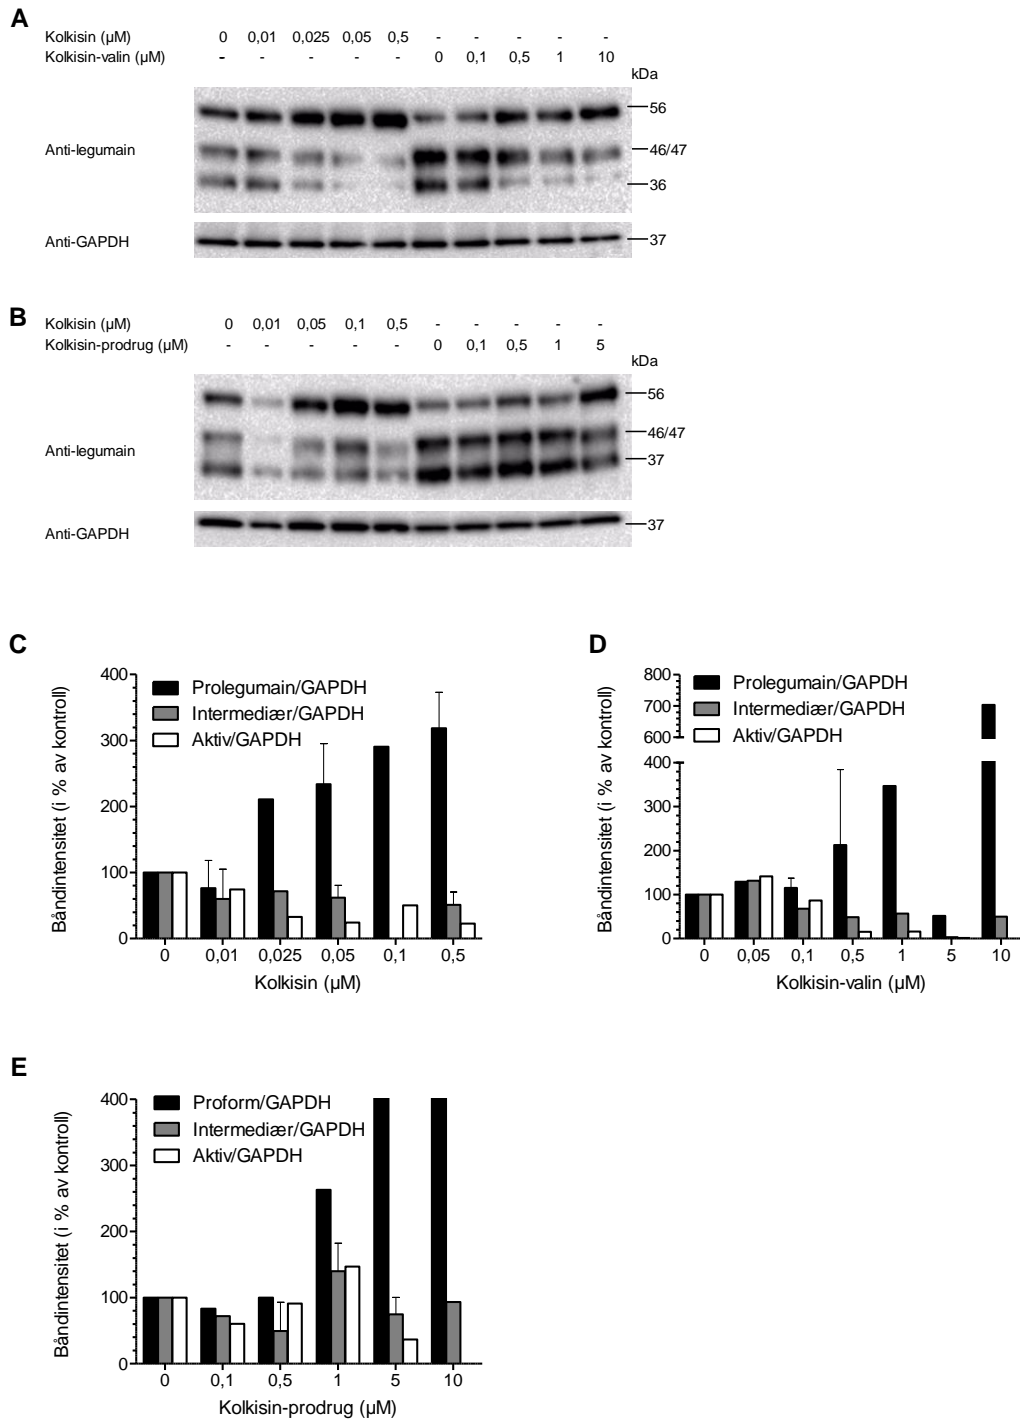 A
Kolkisin (µM) 0 0,01 0,025 0,05 0,5 - - - - -
Kolkisin-valin (µM) - - - - - 0 0,1 0,5 1 10
kDa
56
Anti-legumain 46/47
36
Anti-GAPDH 37
B
Kolkisin (µM) 0 0,01 0,05 0,1 0,5 - - - - -
Kolkisin-prodrug (µM) - - - - - 0 0,1 0,5 1 5
kDa
56
46/47
Anti-legumain
37
Anti-GAPDH 37
C
Båndintensitet (i % av kontroll)
400
300
200
100
0
Prolegumain/GAPDH
Intermediær/GAPDH
Aktiv/GAPDH
0 0,01 0,025 0,05 0,1 0,5
Kolkisin (µM)
D
Båndintensitet (i % av kontroll)
800
700
600
400
300
200
100
0
Prolegumain/GAPDH
Intermediær/GAPDH
Aktiv/GAPDH
0 0,05 0,1 0,5 1 5 10
Kolkisin-valin (µM)
E
Båndintensitet (i % av kontroll)
400
300
200
100
0
Proform/GAPDH
Intermediær/GAPDH
Aktiv/GAPDH
0 0,1 0,5 1 5 10
Kolkisin-prodrug (µM)